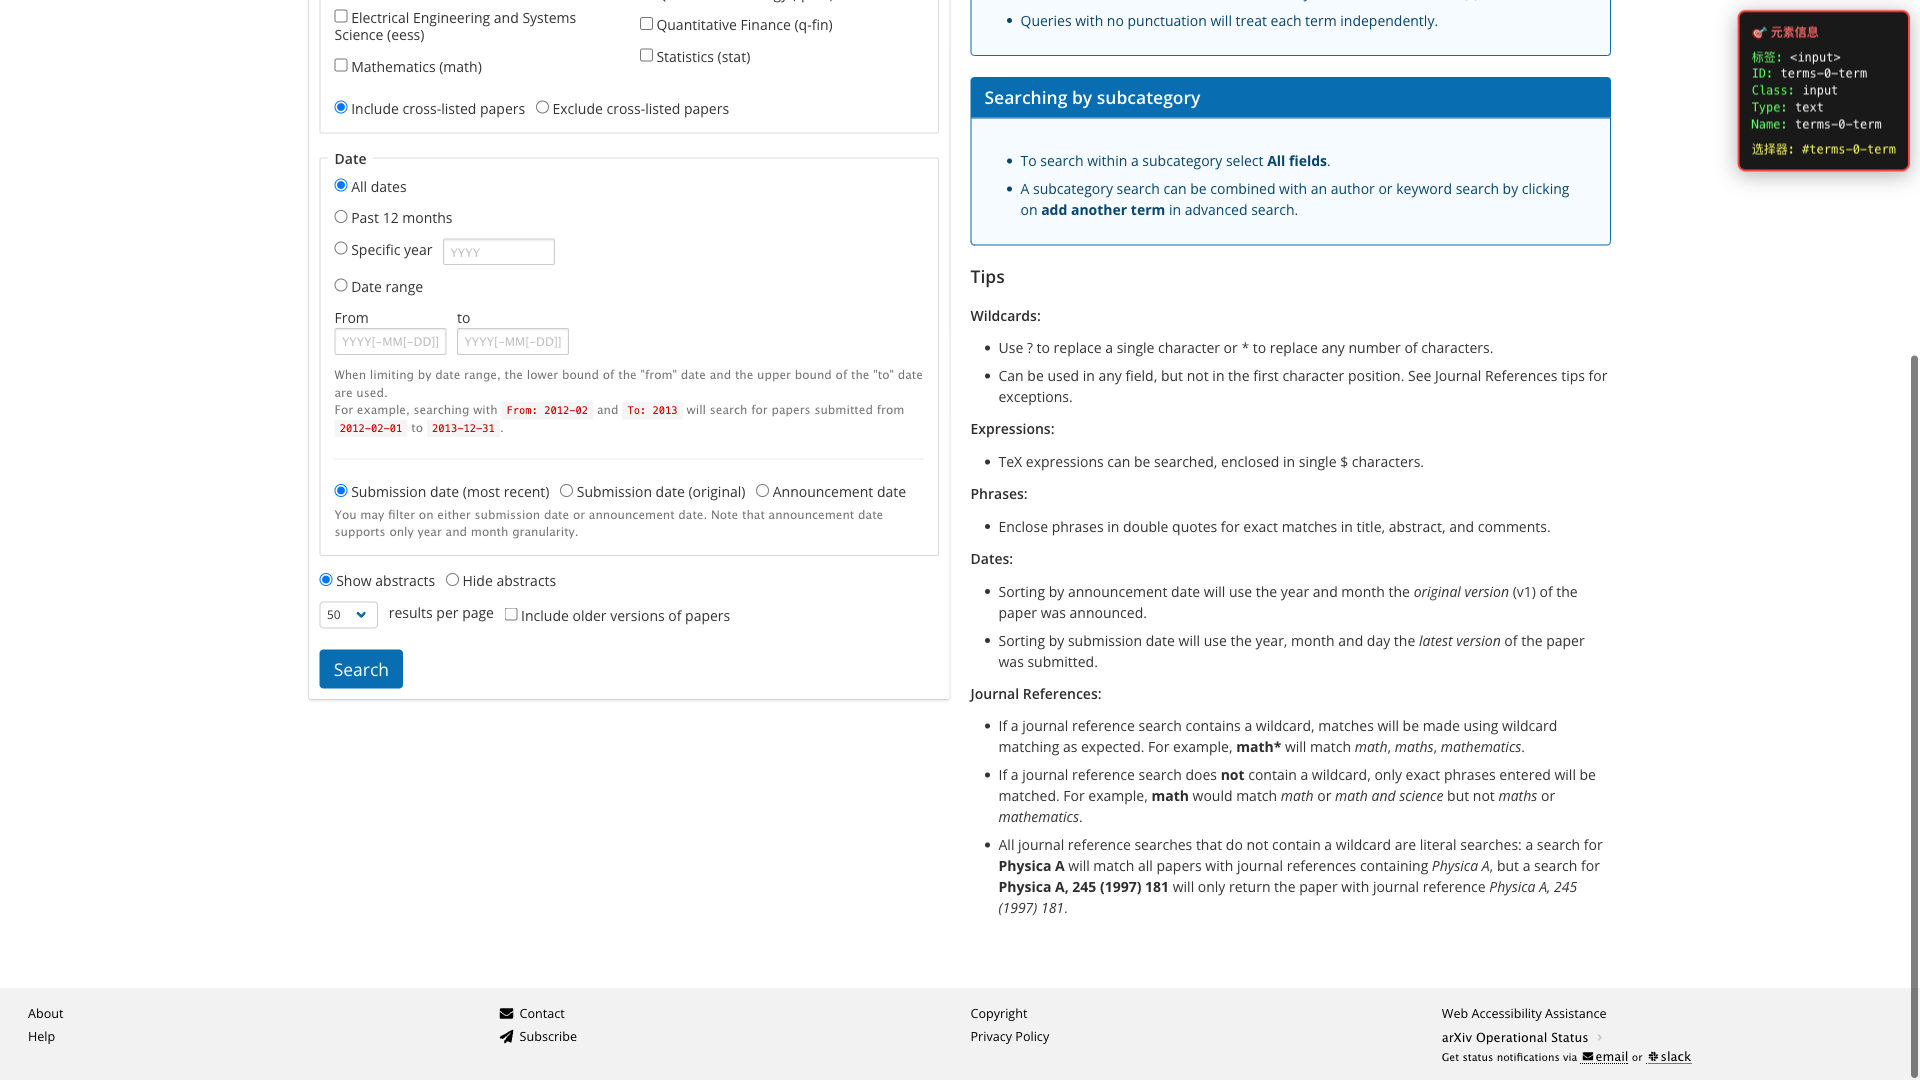 Electrical Engineering and Systems
Science (eess)
Mathematics (math)
Quantitative Finance (q-fin)
Statistics (stat)
Include cross-listed papers Exclude cross-listed papers
Date
All dates
Past 12 months
Specific year YYYY
Date range
From to
YYYY[-MM[-DD]] YYYY[-MM[-DD]]
When limiting by date range, the lower bound of the "from" date and the upper bound of the "to" date
are used.
For example, searching with From: 2012-02 and To: 2013 will search for papers submitted from
2012-02-01 to 2013-12-31 .
Submission date (most recent) Submission date (original) Announcement date
You may filter on either submission date or announcement date. Note that announcement date
supports only year and month granularity.
Show abstracts Hide abstracts
50 results per page Include older versions of papers
Search
Queries with no punctuation will treat each term independently.
Searching by subcategory
To search within a subcategory select All fields.
A subcategory search can be combined with an author or keyword search by clicking
on add another term in advanced search.
Tips
Wildcards:
Use ? to replace a single character or * to replace any number of characters.
Can be used in any field, but not in the first character position. See Journal References tips for
exceptions.
Expressions:
TeX expressions can be searched, enclosed in single $ characters.
Phrases:
Enclose phrases in double quotes for exact matches in title, abstract, and comments.
Dates:
Sorting by announcement date will use the year and month the original version (v1) of the
paper was announced.
Sorting by submission date will use the year, month and day the latest version of the paper
was submitted.
Journal References:
If a journal reference search contains a wildcard, matches will be made using wildcard
matching as expected. For example, math* will match math, maths, mathematics.
If a journal reference search does not contain a wildcard, only exact phrases entered will be
matched. For example, math would match math or math and science but not maths or
mathematics.
All journal reference searches that do not contain a wildcard are literal searches: a search for
Physica A will match all papers with journal references containing Physica A, but a search for
Physica A, 245 (1997) 181 will only return the paper with journal reference Physica A, 245
(1997) 181.
元素信息
标签: <input>
ID: terms-0-term
Class: input
Type: text
Name: terms-0-term
选择器: #terms-0-term
About
Help
Contact
Subscribe
Copyright
Privacy Policy
Web Accessibility Assistance
arXiv Operational Status
Get status notifications via email or slack